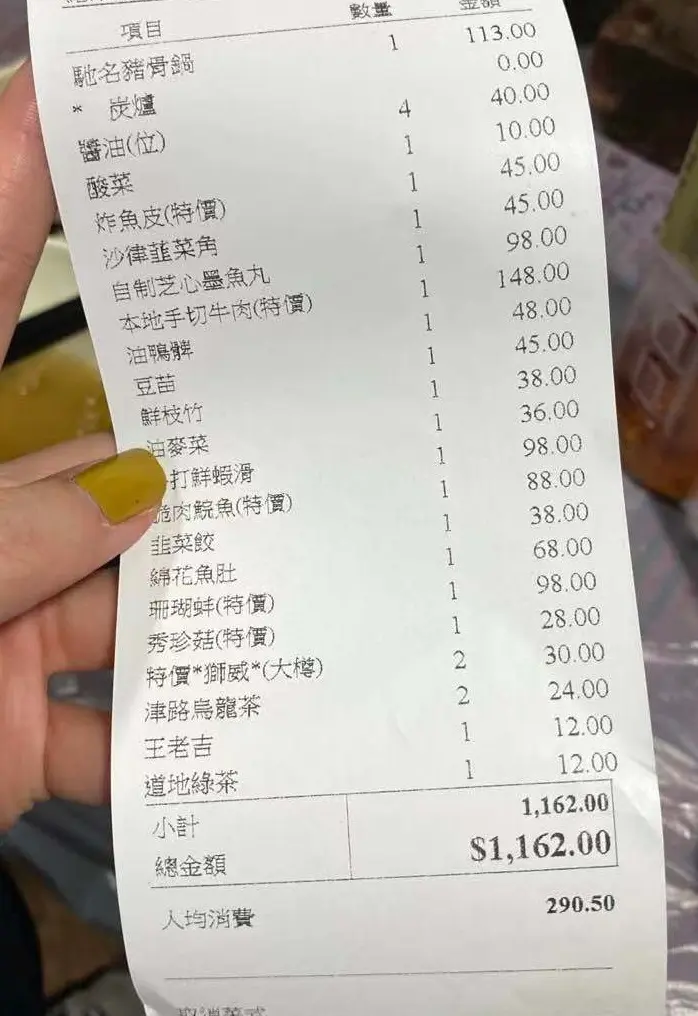 項目 數量 金額
馳名豬骨鍋 1 113.00
* 炭爐 0.00
醬油(位) 4 40.00
酸菜 1 10.00
炸魚皮(特價) 1 45.00
沙律韮菜角 1 45.00
自制芝心墨魚丸 1 98.00
本地手切牛肉(特價) 1 148.00
油鴨髀 1 48.00
豆苗 1 45.00
鮮枝竹 1 38.00
油麥菜 1 36.00
打鮮蝦滑 1 98.00
脆肉鯇魚(特價) 1 88.00
韮菜餃 1 38.00
綿花魚肚 1 68.00
珊瑚蚌(特價) 1 98.00
秀珍菇(特價) 1 28.00
特價*獅威*(大樽) 2 30.00
津路烏龍茶 2 24.00
王老吉 1 12.00
道地綠茶 1 12.00
小計 1,162.00
總金額 $1,162.00
人均消費 290.50